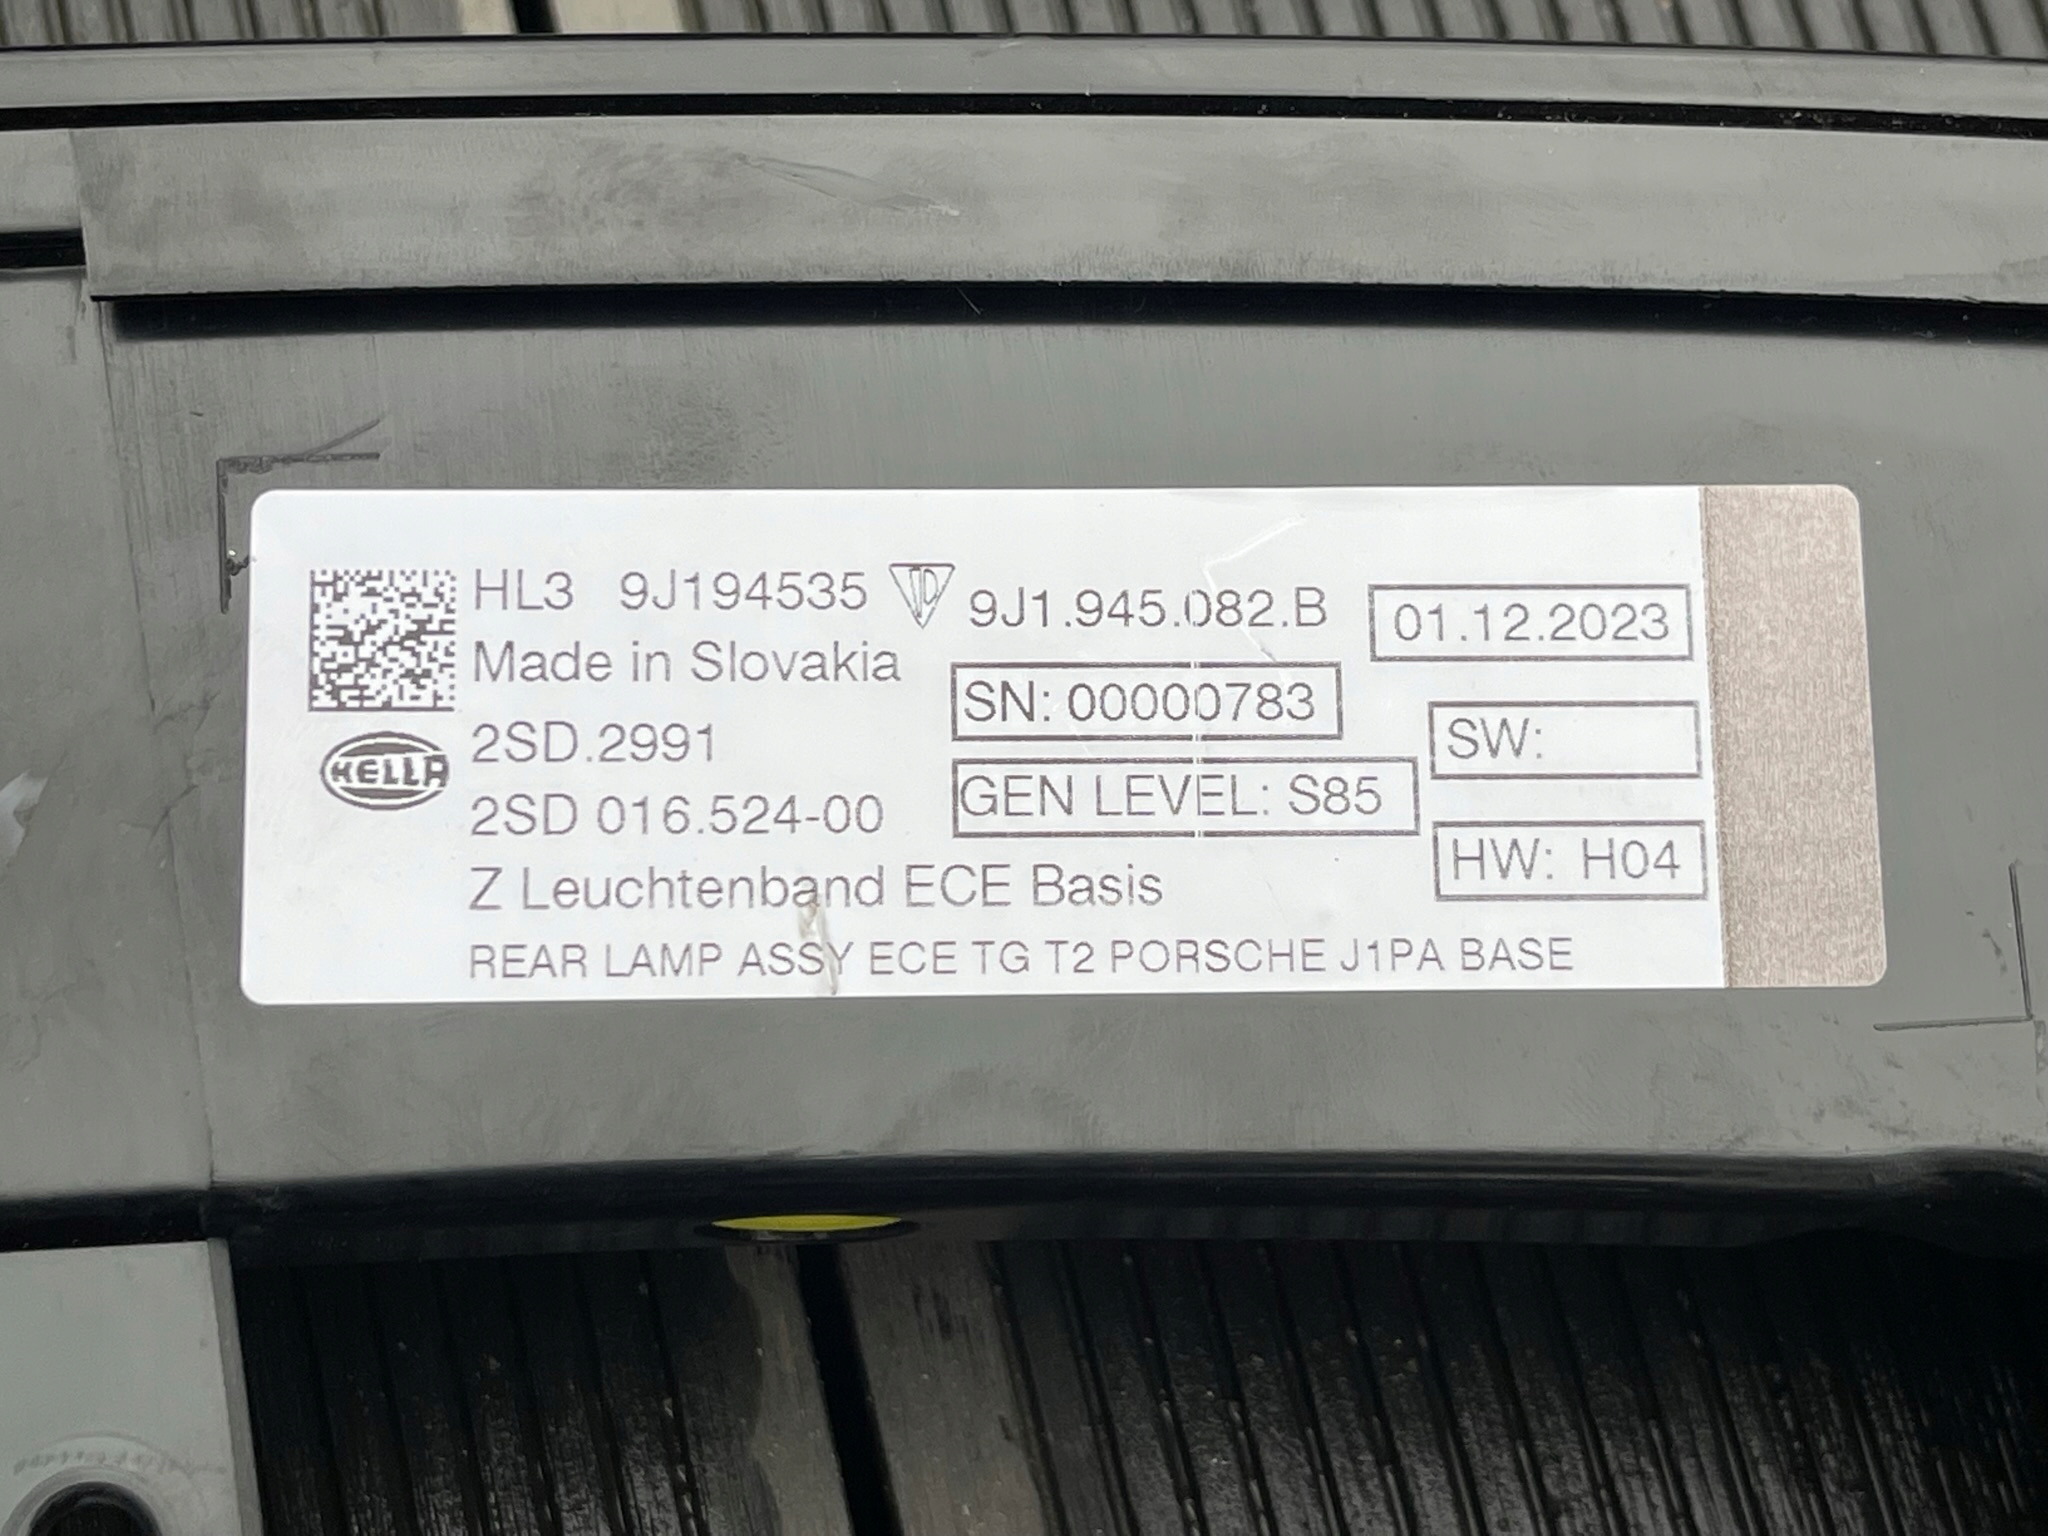 HL3 9J194535
9J1.945.082.B
01.12.2023
Made in Slovakia
SN: 00000783
2SD.2991
SW:
HELLA
2SD 016.524-00
GEN LEVEL: S85
HW: H04
Z Leuchtenband ECE Basis
REAR LAMP ASSY ECE TG T2 PORSCHE J1PA BASE